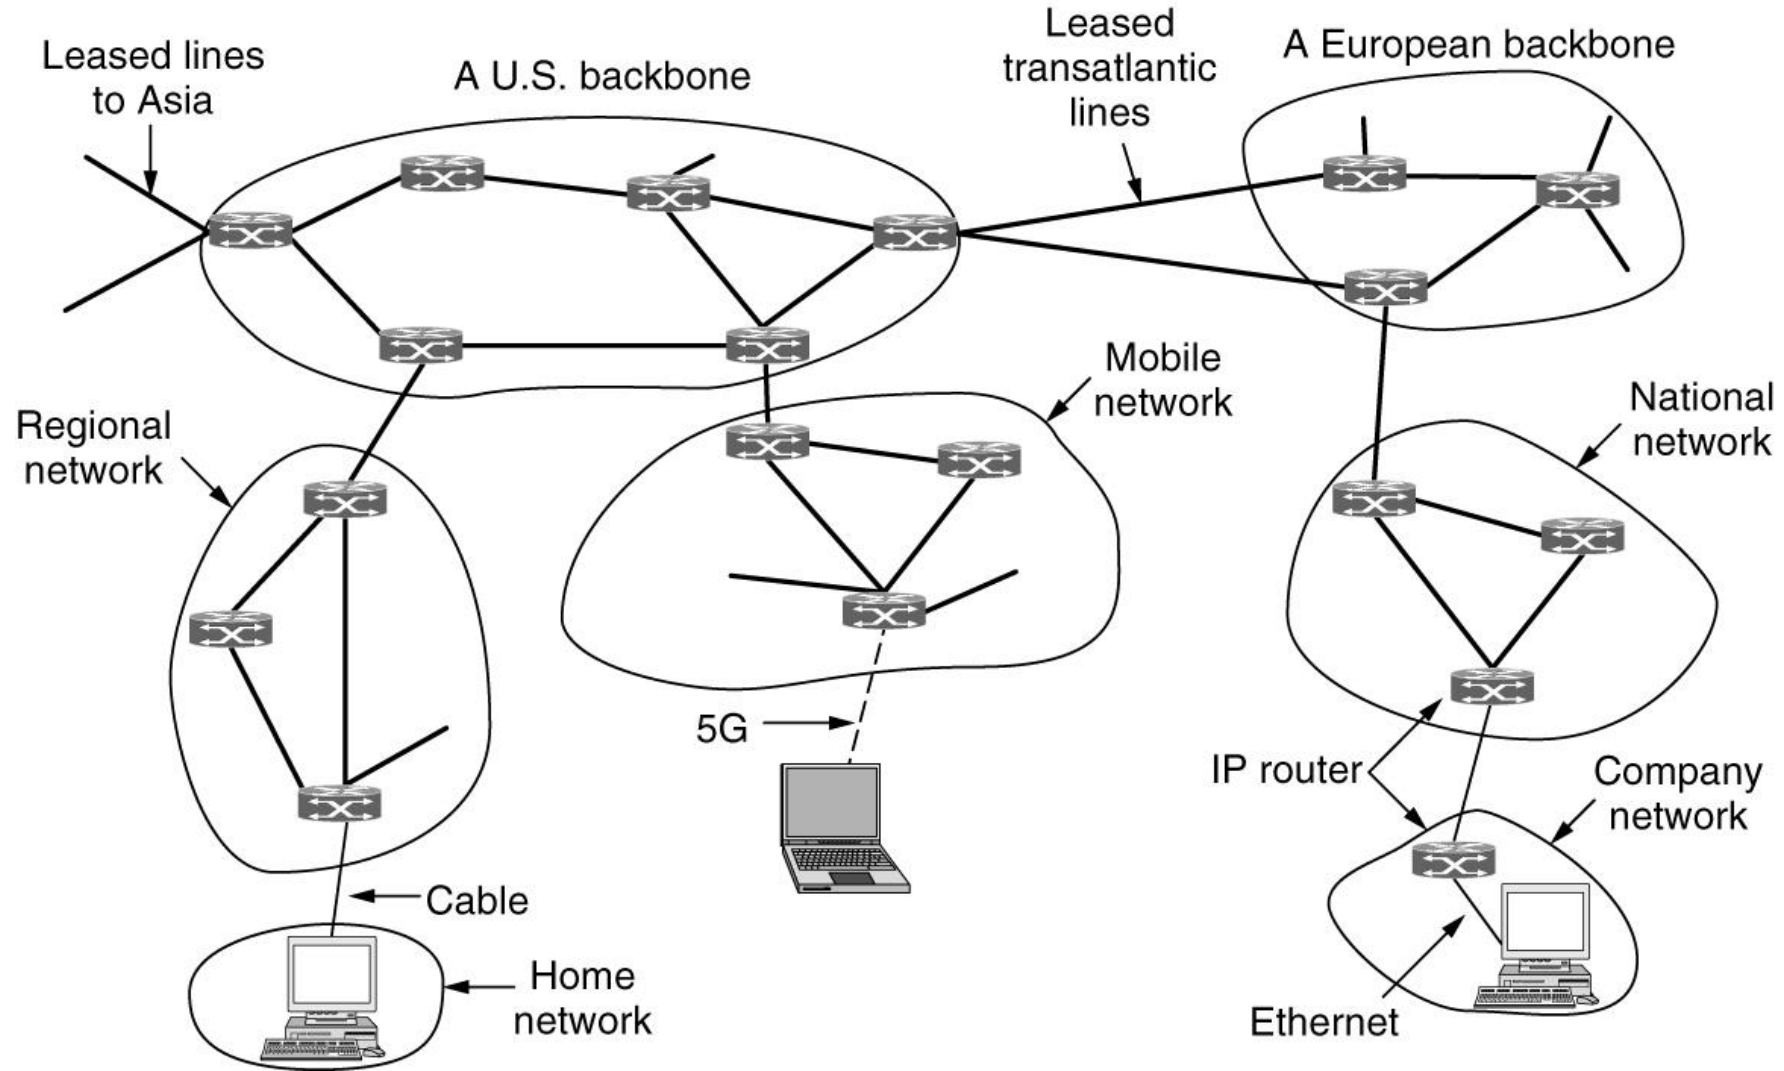 Leased lines
to Asia
A U.S. backbone
Leased
transatlantic
lines
A European backbone
Regional
network
Mobile
network
National
network
5G
IP router
Company
network
Cable
Home
network
Ethernet